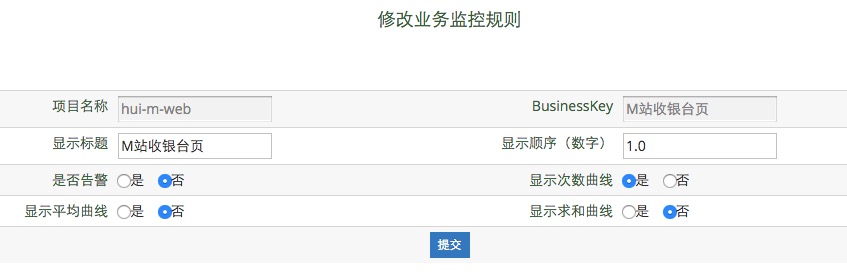 修改业务监控规则
项目名称 hui-m-web BusinessKey M站收银台页
显示标题 M站收银台页 显示顺序（数字） 1.0
是否告警 是 否 显示次数曲线 是 否
显示平均曲线 是 否 显示求和曲线 是 否
提交